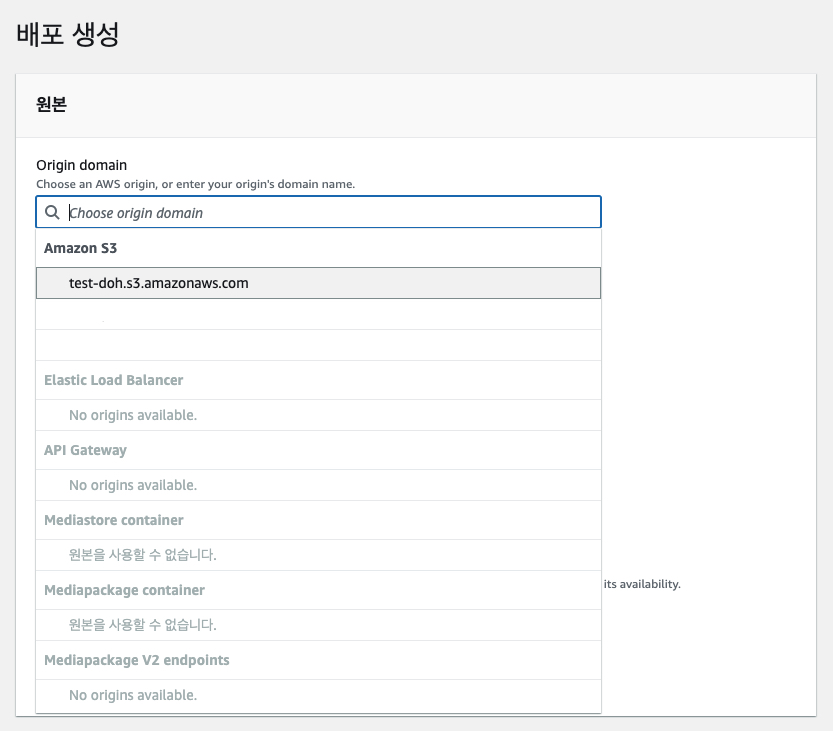 배포 생성
원본
Origin domain
Choose an AWS origin, or enter your origin's domain name.
Choose origin domain
Amazon S3
test-doh.s3.amazonaws.com
Elastic Load Balancer
No origins available.
API Gateway
No origins available.
Mediastore container
원본을 사용할 수 없습니다.
its availability.
Mediapackage container
원본을 사용할 수 없습니다.
Mediapackage V2 endpoints
No origins available.